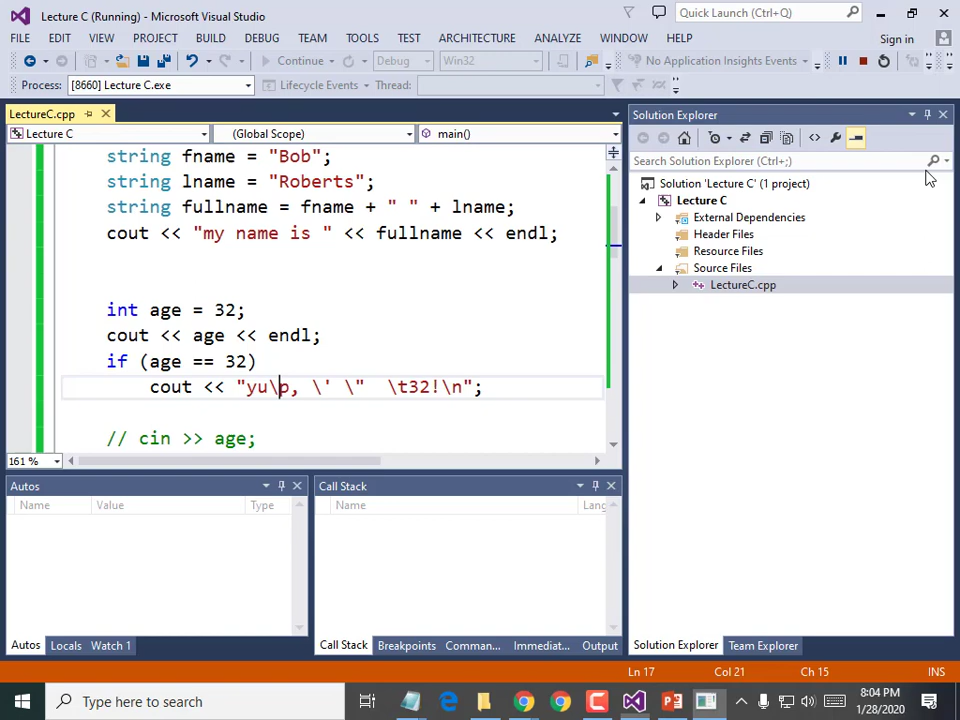 Lecture C (Running) - Microsoft Visual Studio
Quick Launch (Ctrl+Q)
FILE EDIT VIEW PROJECT BUILD DEBUG TEAM TOOLS TEST ARCHITECTURE ANALYZE WINDOW HELP
Sign in
Continue Debug Win32 No Application Insights Events
Process: [8660] Lecture C.exe Lifecycle Events Thread:
LectureC.cpp
Lecture C (Global Scope) main()
string fname = "Bob";
string lname = "Roberts";
string fullname = fname + " " + lname;
cout << "my name is " << fullname << endl;
int age = 32;
cout << age << endl;
if (age == 32)
cout << "yu\p, \' \"  \t32!\n";
// cin >> age;
161 %
Solution Explorer
Search Solution Explorer (Ctrl+;)
Solution 'Lecture C' (1 project)
Lecture C
External Dependencies
Header Files
Resource Files
Source Files
LectureC.cpp
Autos
Name Value Type
Call Stack
Name Lang
Autos Locals Watch 1
Call Stack Breakpoints Comman... Immediat... Output
Solution Explorer Team Explorer
Ln 17 Col 21 Ch 15 INS
Type here to search
8:04 PM
1/28/2020